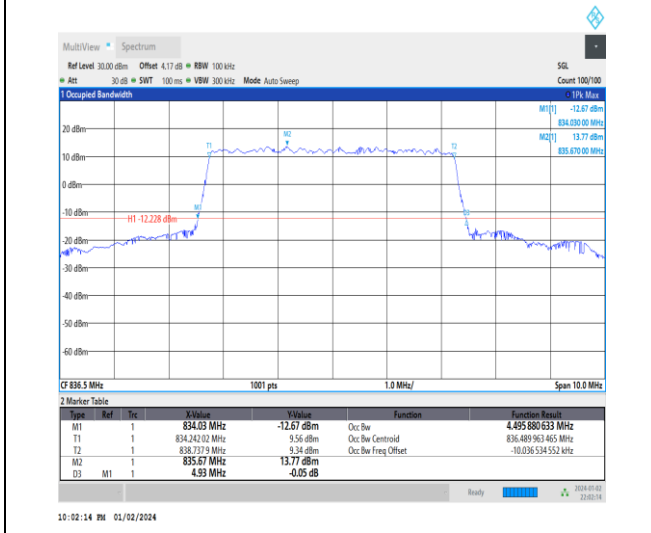 MultiView Spectrum
Ref Level 30.00 dBm Offset 4.17 dB RBW 100 kHz SGL
Att 30 dB SWT 100 ms VBW 300 kHz Mode Auto Sweep Count 100/100
1 Occupied Bandwidth 1Pk Max
M1[1] -12.67 dBm
834.030 00 MHz
M2[1] 13.77 dBm
835.670 00 MHz
20 dBm
M2
T1
T2
10 dBm
0 dBm
-10 dBm
M1
D3
H1 -12.228 dBm
-20 dBm
-30 dBm
-40 dBm
-50 dBm
-60 dBm
CF 836.5 MHz 1001 pts 1.0 MHz/ Span 10.0 MHz
2 Marker Table
Type Ref Trc X-Value Y-Value Function Function Result
M1 1 834.03 MHz -12.67 dBm Occ Bw 4.495 880 633 MHz
T1 1 834.242 02 MHz 9.56 dBm Occ Bw Centroid 836.489 963 465 MHz
T2 1 838.737 9 MHz 9.34 dBm Occ Bw Freq Offset -10.036 534 552 kHz
M2 1 835.67 MHz 13.77 dBm
D3 M1 1 4.93 MHz -0.05 dB
Ready 2024-01-02
22:02:14
10:02:14 PM 01/02/2024